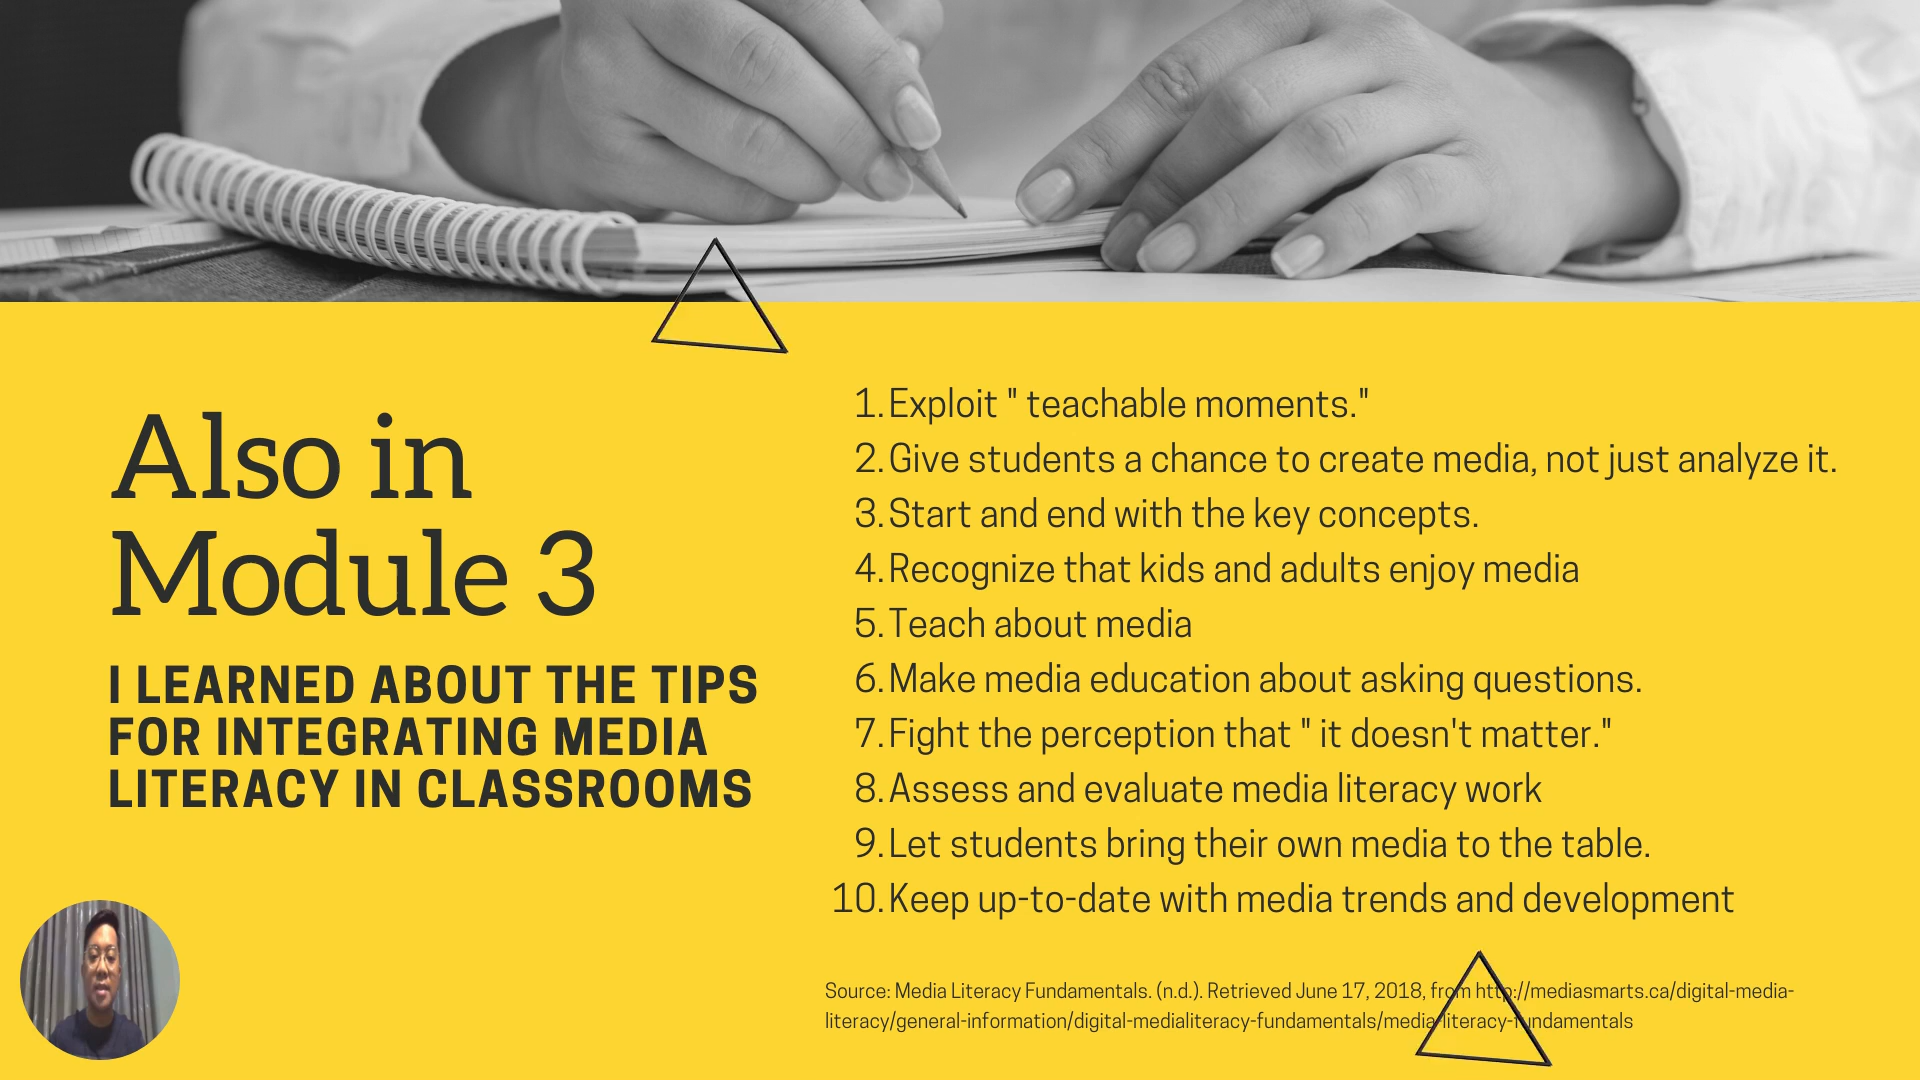 Also in
Module 3
I LEARNED ABOUT THE TIPS
FOR INTEGRATING MEDIA
LITERACY IN CLASSROOMS
1. Exploit " teachable moments."
2. Give students a chance to create media, not just analyze it.
3. Start and end with the key concepts.
4. Recognize that kids and adults enjoy media
5. Teach about media
6. Make media education about asking questions.
7. Fight the perception that " it doesn't matter."
8. Assess and evaluate media literacy work
9. Let students bring their own media to the table.
10. Keep up-to-date with media trends and development
Source: Media Literacy Fundamentals. (n.d.). Retrieved June 17, 2018, from http://mediasmarts.ca/digital-media-
literacy/general-information/digital-medialiteracy-fundamentals/media-literacy-fundamentals